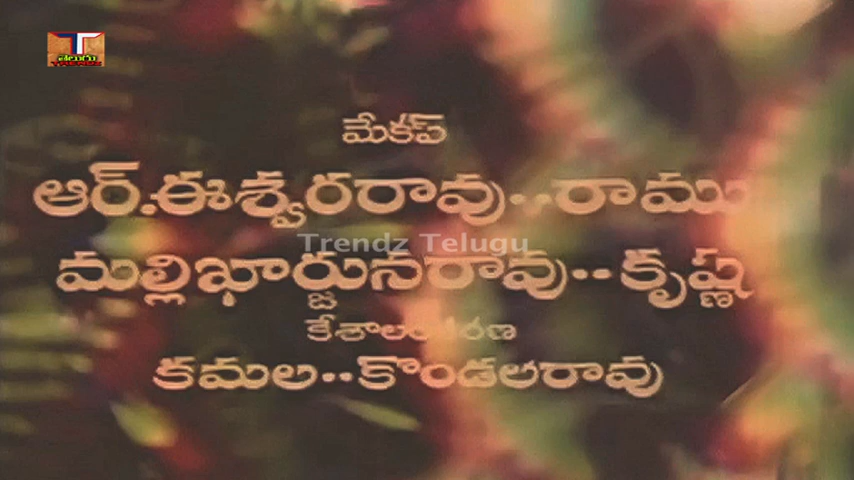 తెలుగు
మేకప్
ఆర్.ఈశ్వరరావు..రాము
Trendz Telugu
మల్లిఖార్జునరావు..కృష్ణ
కేశాలంకరణ
కమల..కొండలరావు